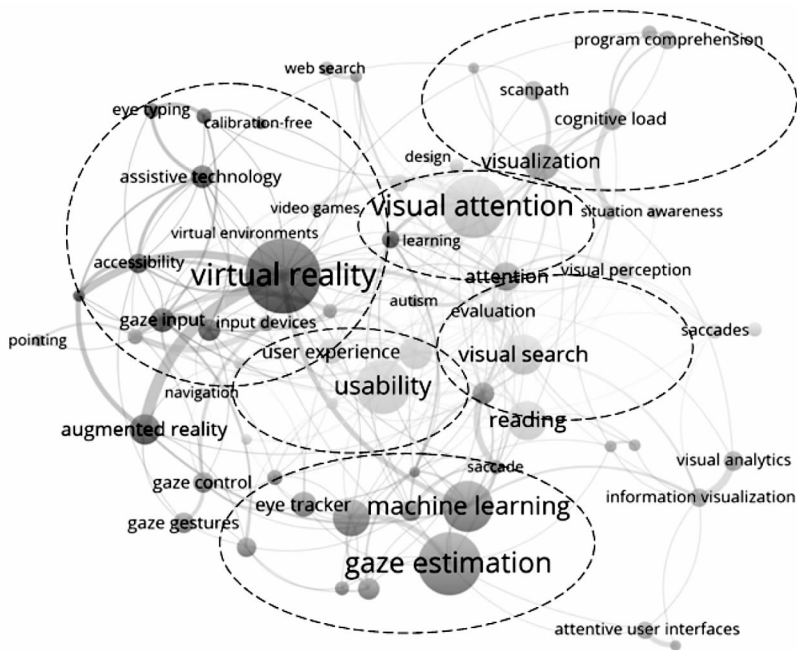 program comprehension
web search
scanpath
eye typing
calibration-free
cognitive load
design
visualization
assistive technology
video games
visual attention
situation awareness
virtual environments
learning
accessibility
virtual reality
attention
visual perception
autism
evaluation
gaze input
input devices
saccades
pointing
user experience
visual search
usability
navigation
reading
augmented reality
saccade
visual analytics
gaze control
information visualization
eye tracker
machine learning
gaze gestures
gaze estimation
attentive user interfaces